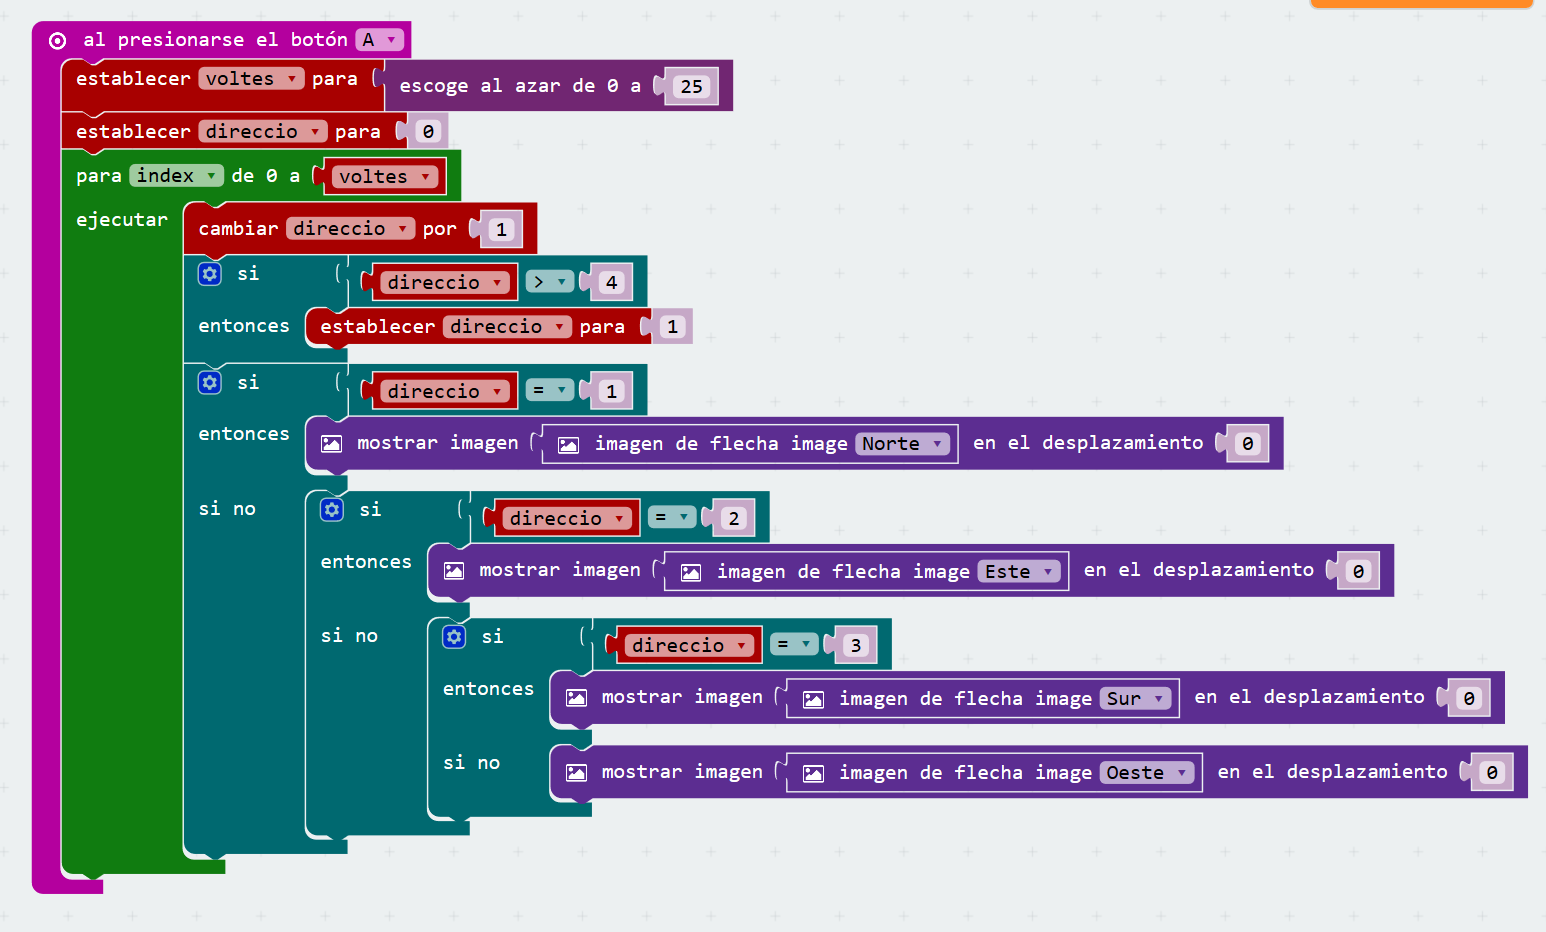 al presionarse el botón A
establecer voltes para escoge al azar de 0 a 25
establecer direccio para 0
para index de 0 a voltes
ejecutar
cambiar direccio por 1
si direccio > 4
entonces establecer direccio para 1
si direccio = 1
entonces mostrar imagen imagen de flecha image Norte en el desplazamiento 0
si no si direccio = 2
entonces mostrar imagen imagen de flecha image Este en el desplazamiento 0
si no si direccio = 3
entonces mostrar imagen imagen de flecha image Sur en el desplazamiento 0
si no mostrar imagen imagen de flecha image Oeste en el desplazamiento 0